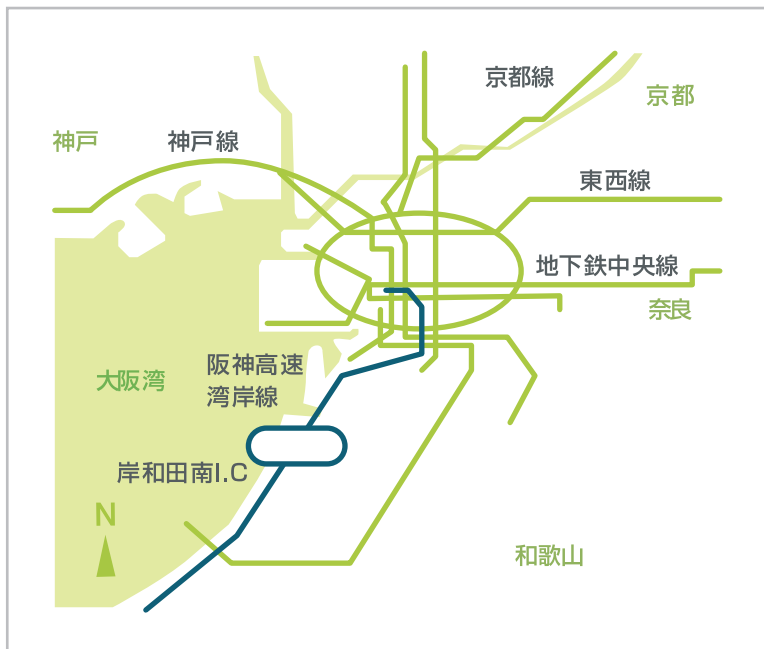 京都線
京都
神戸
神戸線
東西線
地下鉄中央線
奈良
阪神高速
湾岸線
大阪湾
岸和田南I.C
N
和歌山